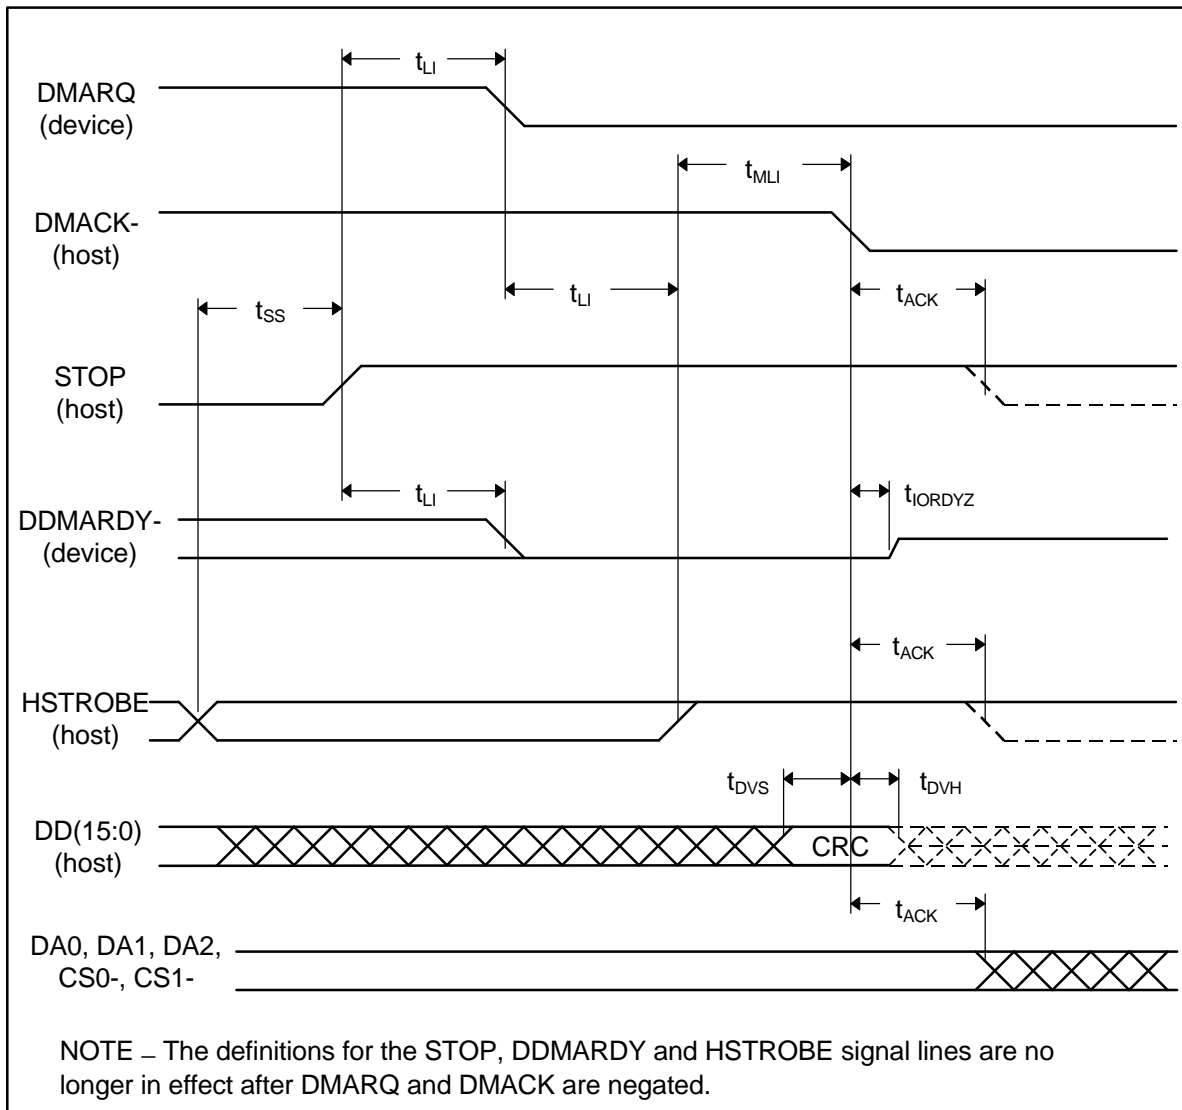 tLI
DMARQ
(device)
tMLI
DMACK-
(host)
tSS
tLI
tACK
STOP
(host)
tLI
tIORDYZ
DDMARDY-
(device)
tACK
HSTROBE
(host)
tDVS
tDVH
DD(15:0)
(host)
CRC
tACK
DA0, DA1, DA2,
CS0-, CS1-
NOTE – The definitions for the STOP, DDMARDY and HSTROBE signal lines are no
longer in effect after DMARQ and DMACK are negated.